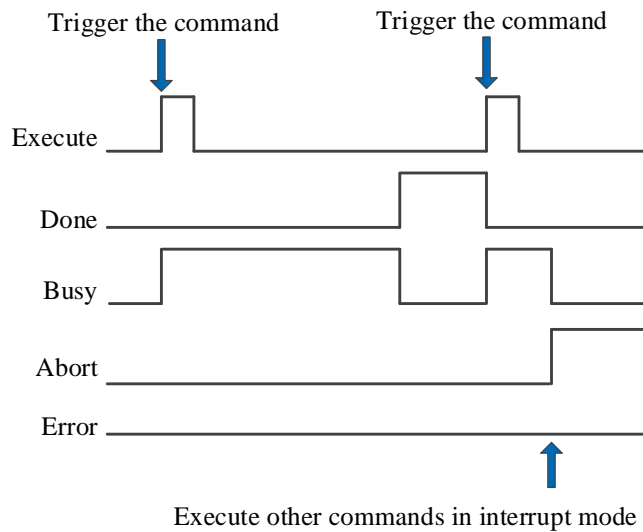 Trigger the command
Trigger the command
Execute
Done
Busy
Abort
Error
Execute other commands in interrupt mode